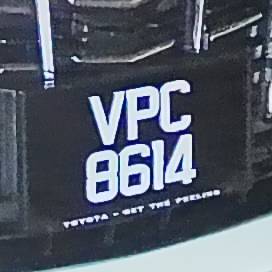 VPC
8614
TOYOTA - GET THE FEELING